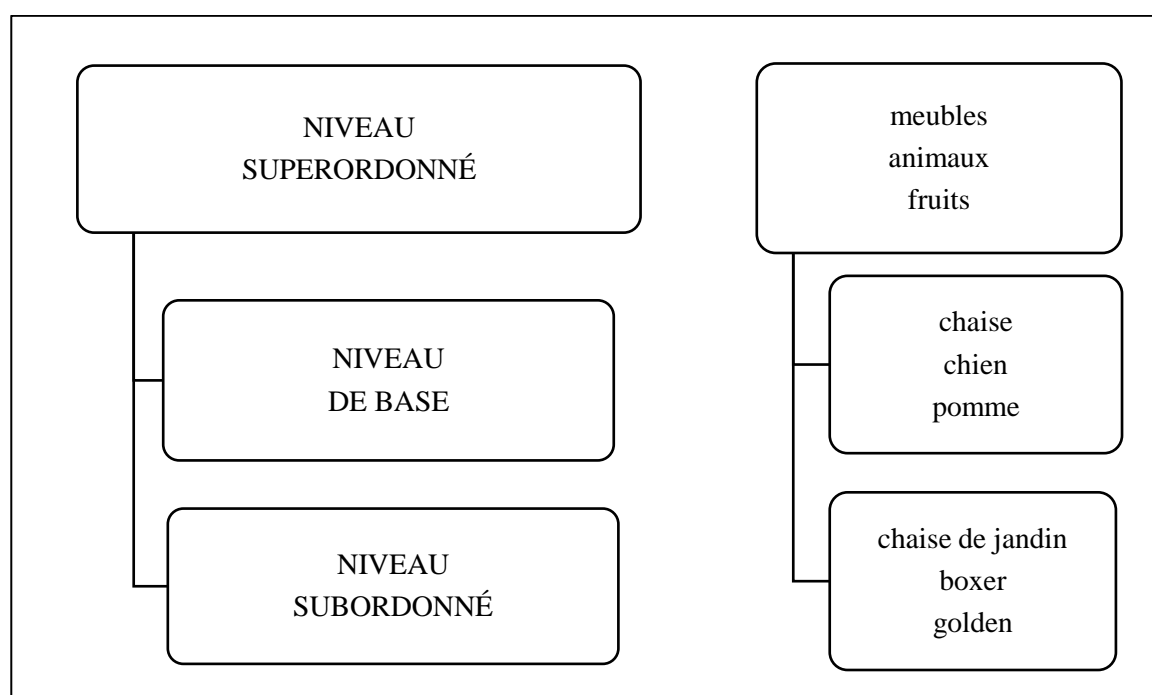 NIVEAU
SUPERORDONNÉ
meubles
animaux
fruits
NIVEAU
DE BASE
chaise
chien
pomme
NIVEAU
SUBORDONNÉ
chaise de jandin
boxer
golden